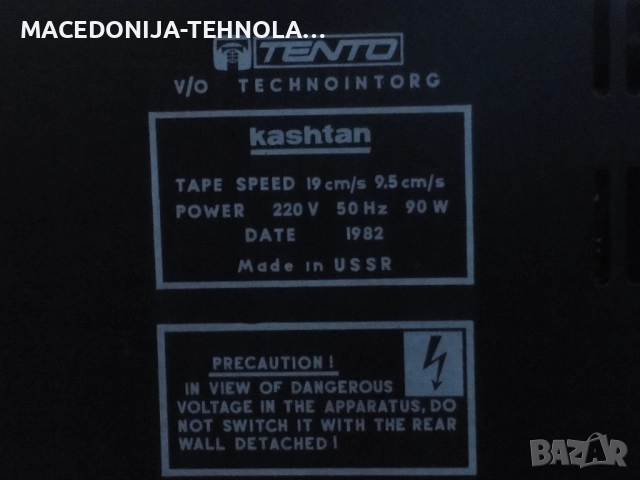 MACEDONIJA-TEHNOLA...
TENTO
V/O TECHNOINTORG
kashtan
TAPE SPEED 19 cm/s 9,5 cm/s
POWER 220 V 50 Hz 90 W
DATE 1982
Made in USSR
PRECAUTION!
IN VIEW OF DANGEROUS
VOLTAGE IN THE APPARATUS, DO
NOT SWITCH IT WITH THE REAR
WALL DETACHED!
BAZAR